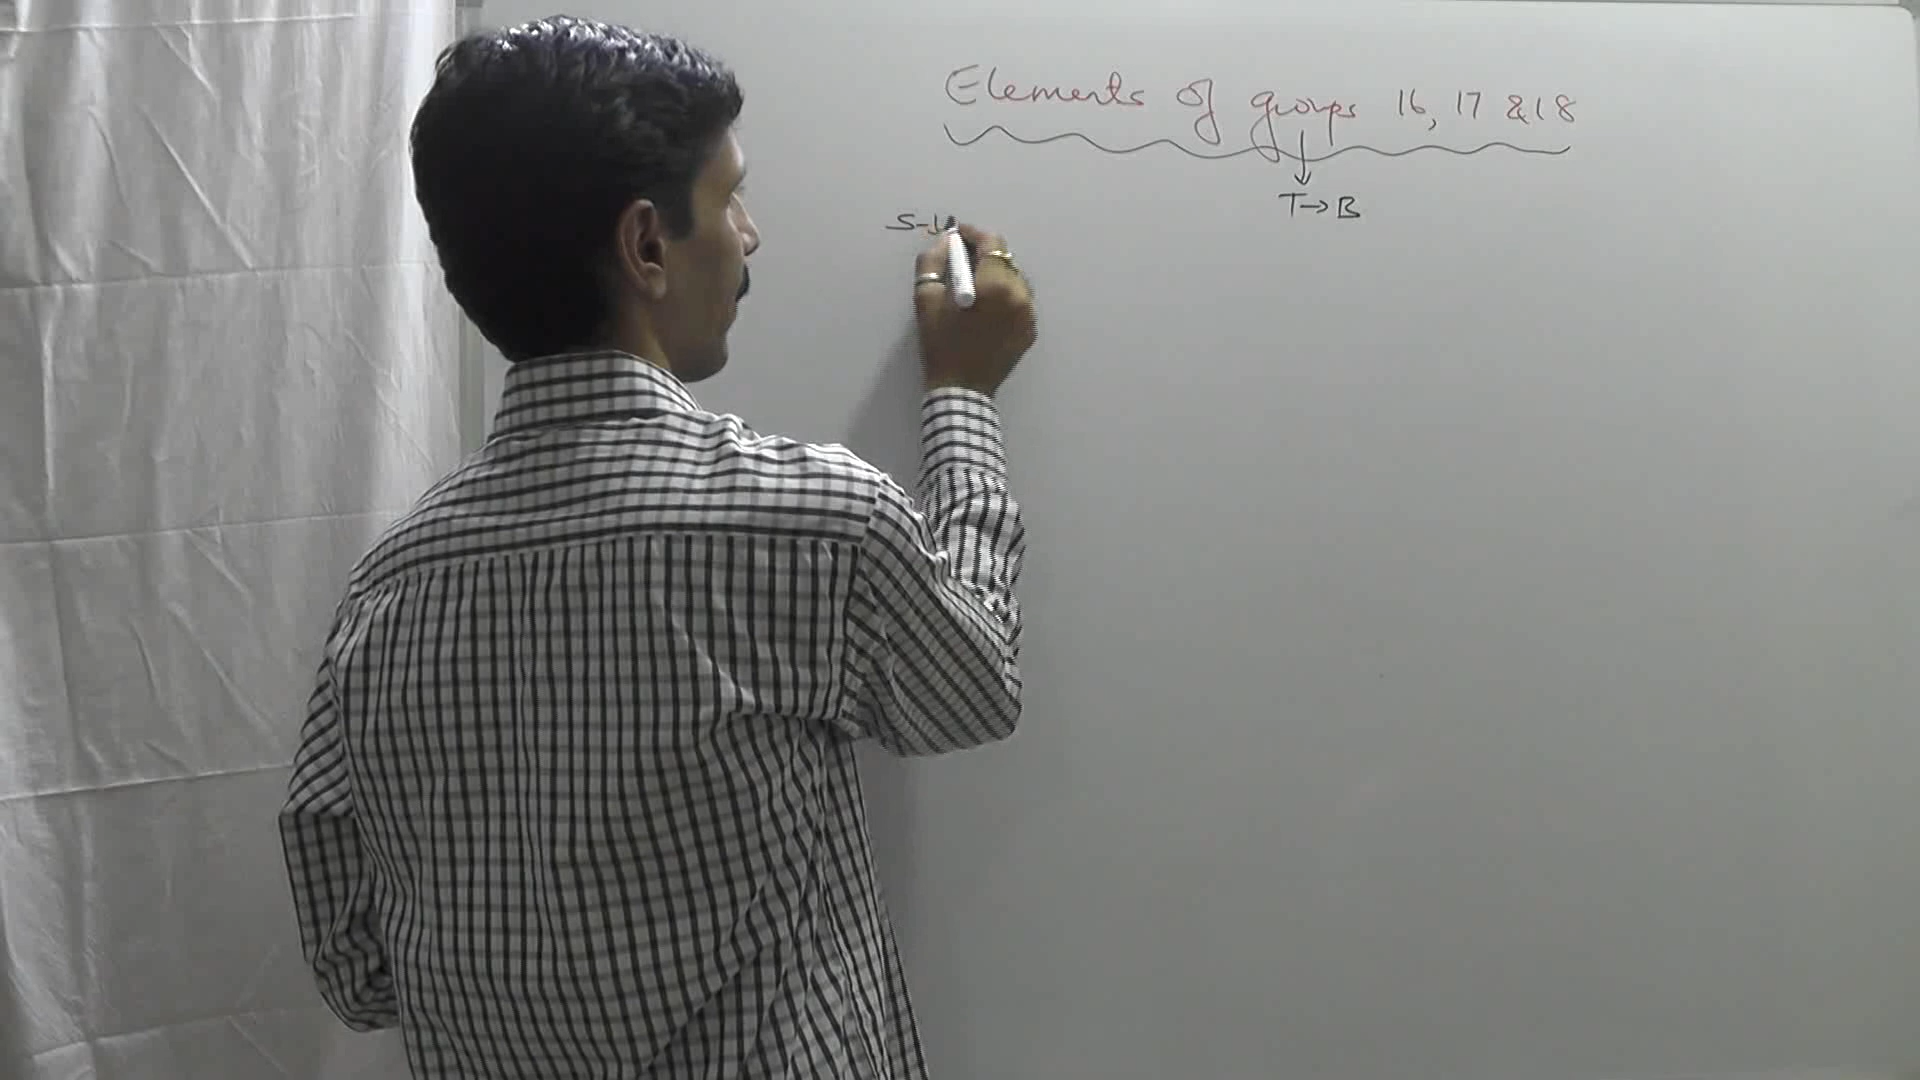 Elements of groups 16, 17 & 18
T→B
S-